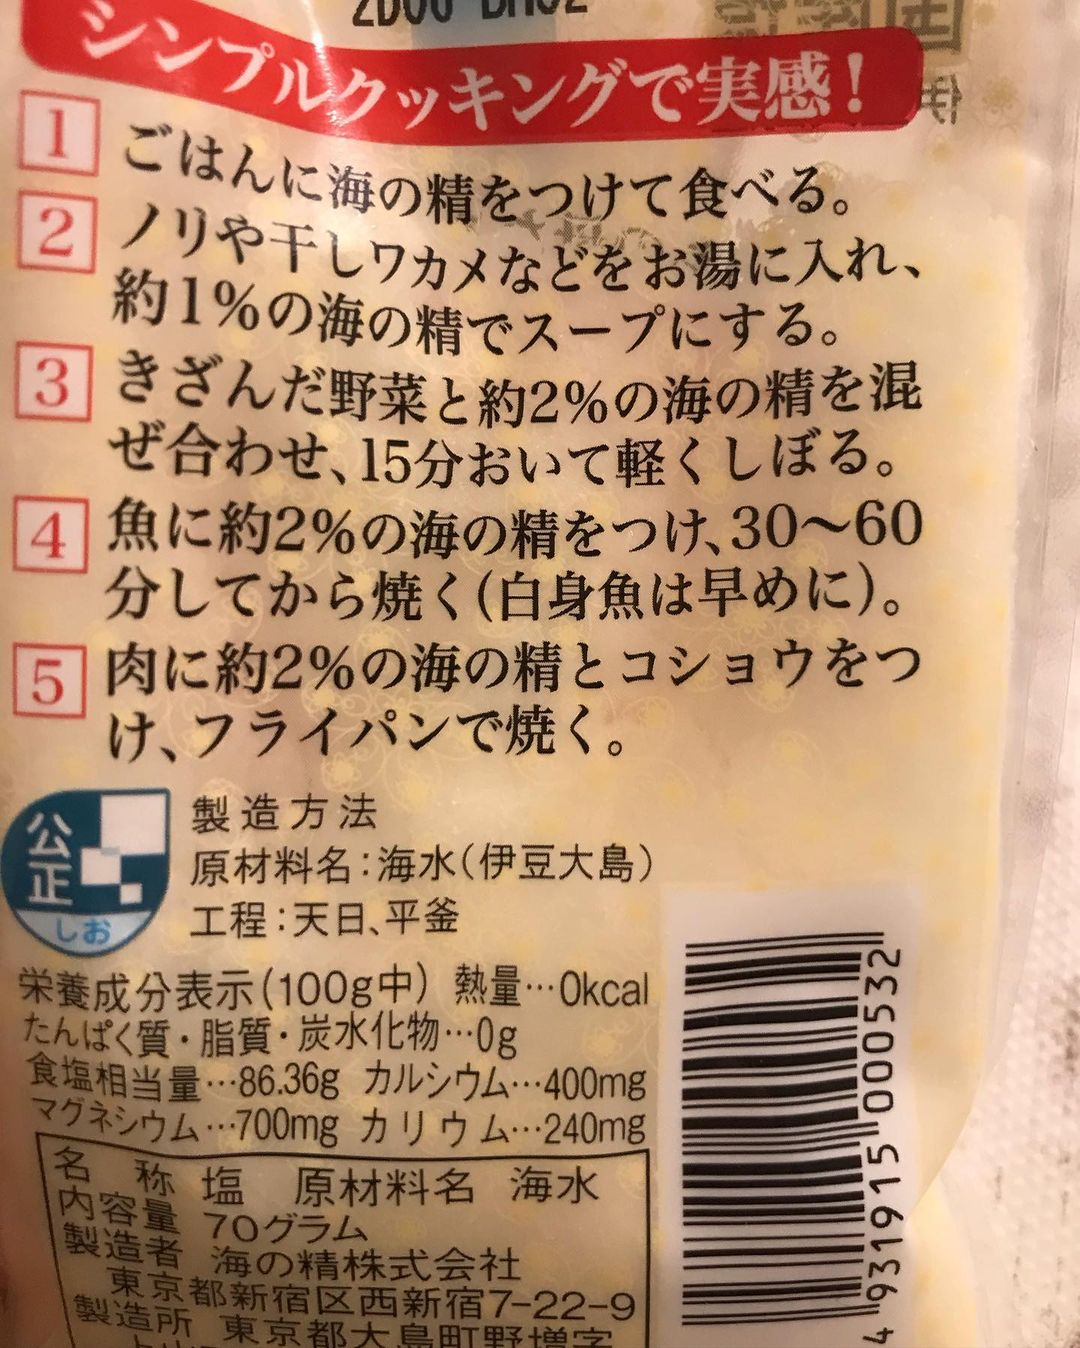 シンプルクッキングで実感！
1 ごはんに海の精をつけて食べる。
2 ノリや干しワカメなどをお湯に入れ、
約1%の海の精でスープにする。
3 きざんだ野菜と約2%の海の精を混
ぜ合わせ、15分おいて軽くしぼる。
4 魚に約2%の海の精をつけ、30〜60
分してから焼く(白身魚は早めに)。
5 肉に約2%の海の精とコショウをつ
け、フライパンで焼く。
公正
しお
製造方法
原材料名：海水（伊豆大島）
工程：天日、平釜
栄養成分表示(100g中) 熱量…0kcal
たんぱく質・脂質・炭水化物…0g
食塩相当量…86.36g カルシウム…400mg
マグネシウム…700mg カリウム…240mg
名称 塩 原材料名 海水
内容量 70グラム
製造者 海の精株式会社
東京都新宿区西新宿7-22-9
製造所 東京都大島町野増字
4 931915 000532